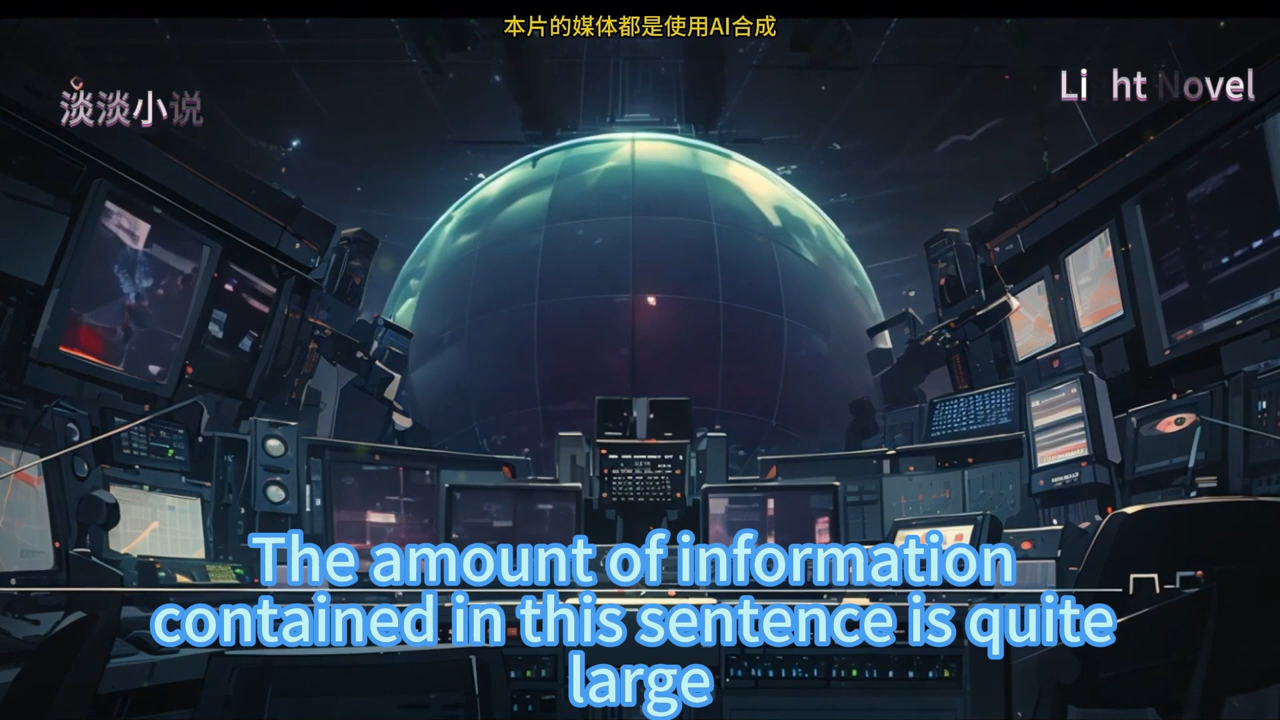 本片的媒体都是使用AI合成
淡淡小说
Li ht Novel
The amount of information
contained in this sentence is quite
large